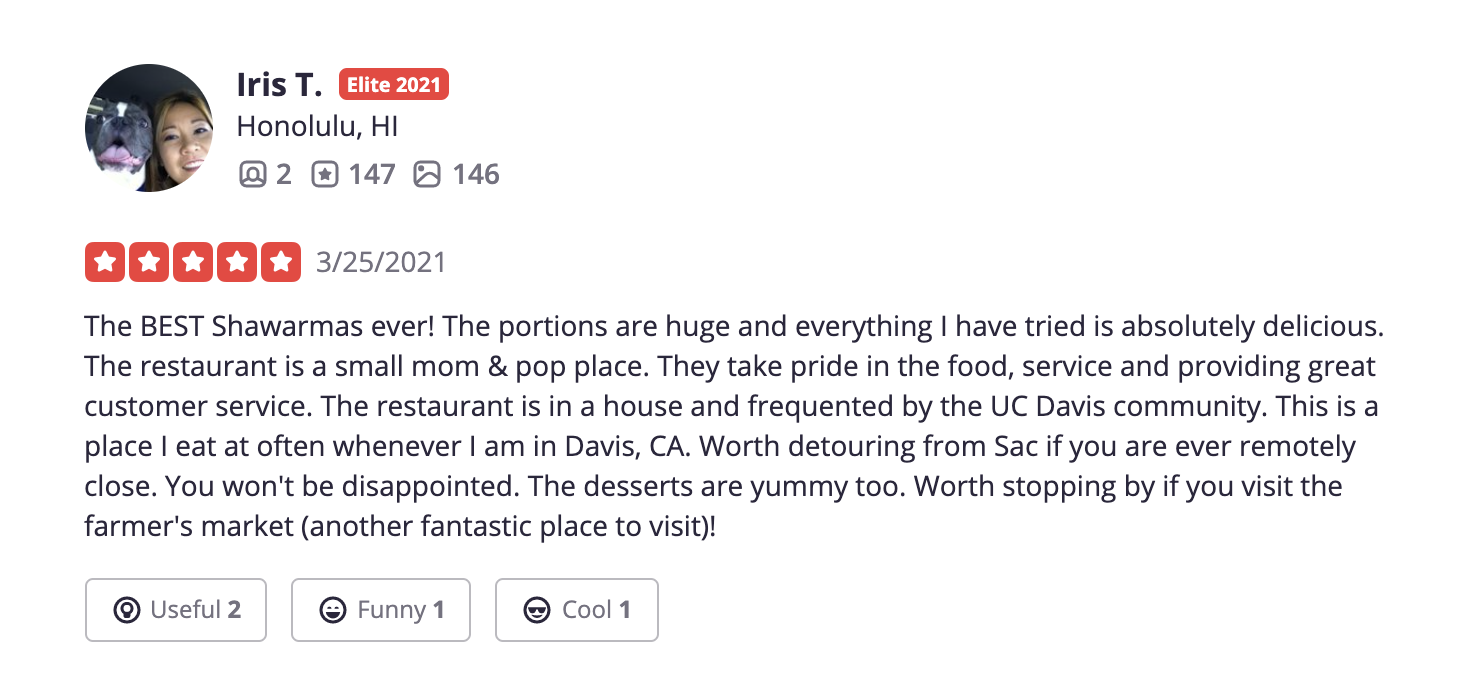 Iris T. Elite 2021
Honolulu, HI
2 147 146
3/25/2021
The BEST Shawarmas ever! The portions are huge and everything I have tried is absolutely delicious.
The restaurant is a small mom & pop place. They take pride in the food, service and providing great
customer service. The restaurant is in a house and frequented by the UC Davis community. This is a
place I eat at often whenever I am in Davis, CA. Worth detouring from Sac if you are ever remotely
close. You won't be disappointed. The desserts are yummy too. Worth stopping by if you visit the
farmer's market (another fantastic place to visit)!
Useful 2 Funny 1 Cool 1